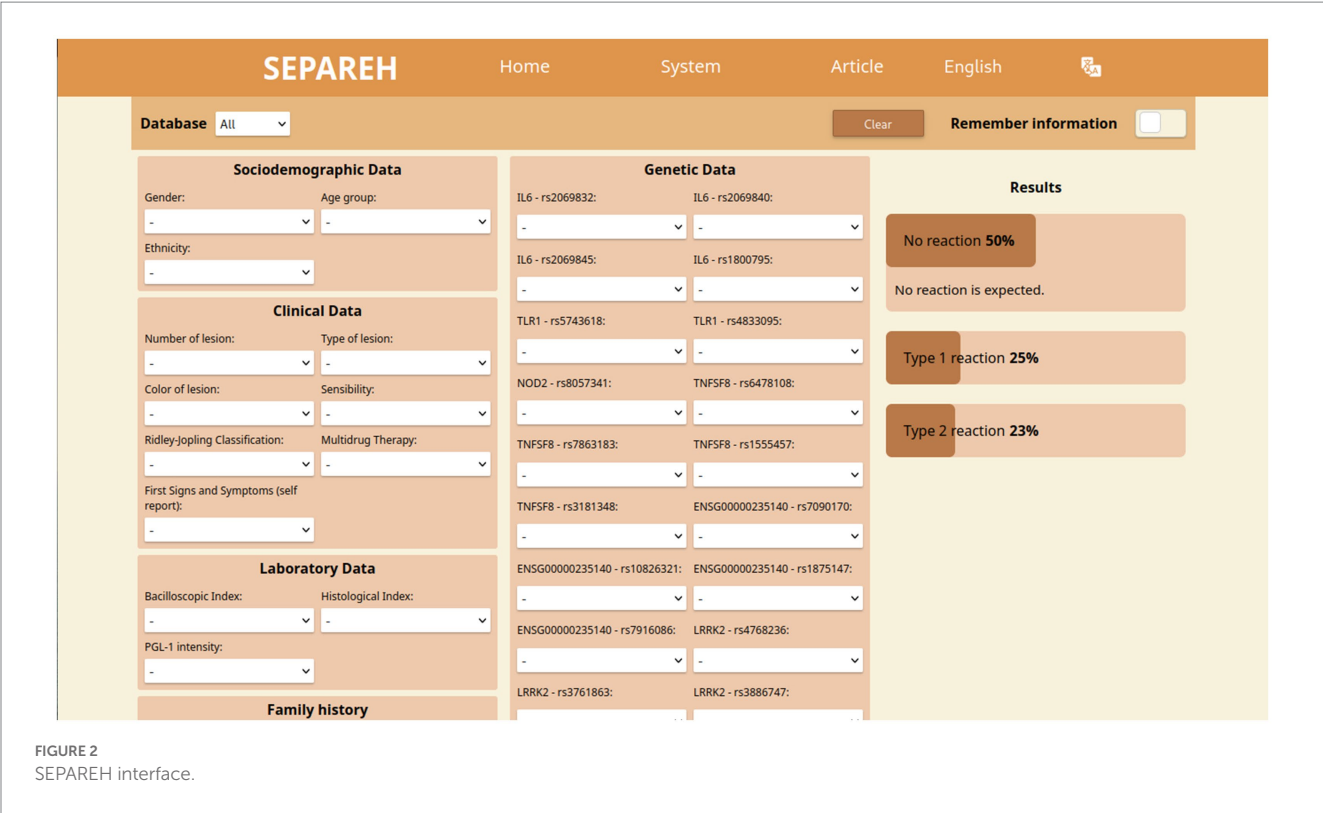 SEPAREH Home System Article English
Database All Clear Remember information
Sociodemographic Data
Gender: Age group:
- -
Ethnicity:
-
Clinical Data
Number of lesion: Type of lesion:
- -
Color of lesion: Sensibility:
- -
Ridley-Jopling Classification: Multidrug Therapy:
- -
First Signs and Symptoms (self
report):
-
Laboratory Data
Bacilloscopic Index: Histological Index:
- -
PGL-1 intensity:
-
Family history
Genetic Data
IL6 - rs2069832: IL6 - rs2069840:
- -
IL6 - rs2069845: IL6 - rs1800795:
- -
TLR1 - rs5743618: TLR1 - rs4833095:
- -
NOD2 - rs8057341: TNFSF8 - rs6478108:
- -
TNFSF8 - rs7863183: TNFSF8 - rs1555457:
- -
TNFSF8 - rs3181348: ENSG00000235140 - rs7090170:
- -
ENSG00000235140 - rs10826321: ENSG00000235140 - rs1875147:
- -
ENSG00000235140 - rs7916086: LRRK2 - rs4768236:
- -
LRRK2 - rs3761863: LRRK2 - rs3886747:
Results
No reaction 50%
No reaction is expected.
Type 1 reaction 25%
Type 2 reaction 23%
FIGURE 2
SEPAREH interface.